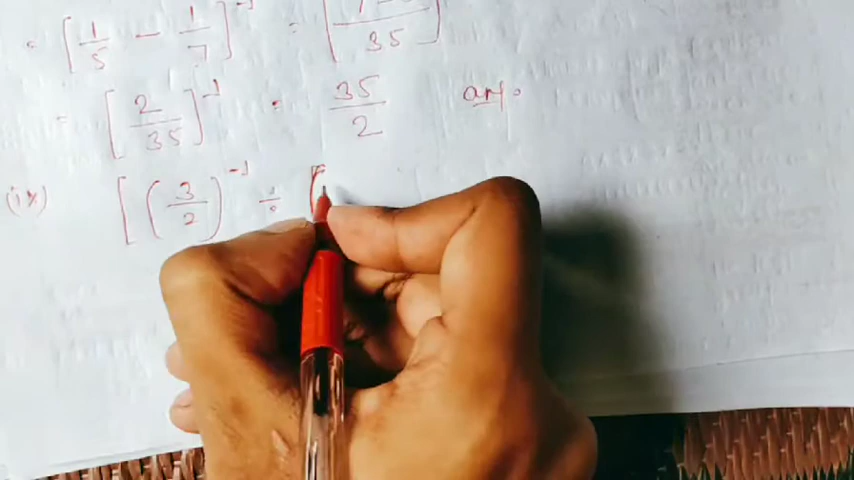 = [1/5 - 1/7]^-1 = [7-5/35]
= [2/35]^-1 = 35/2 ans.
(ix) [(3/2)^-1 ÷ [